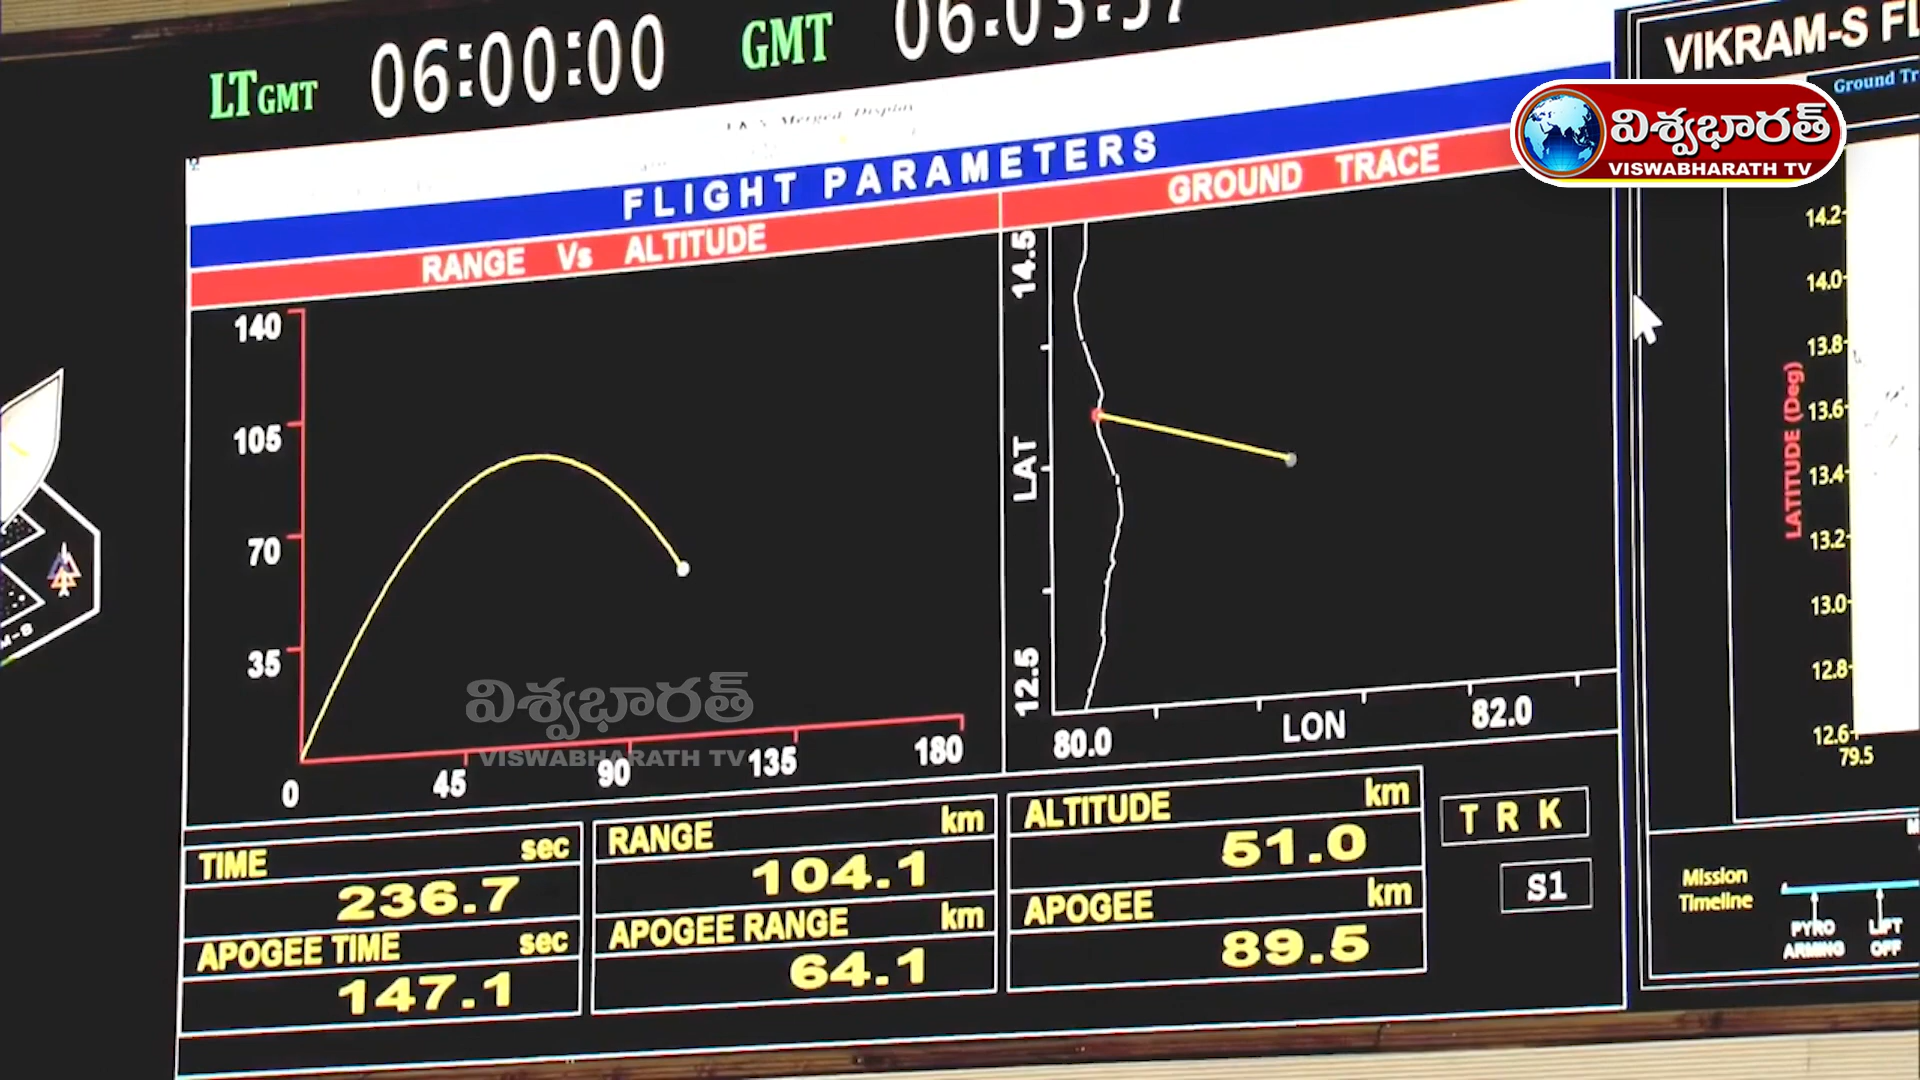 LT GMT 06:00:00 GMT
VIKRAM-S
Ground
విశ్వభారత్
VISWABHARATH TV
Merged Display
FLIGHT PARAMETERS
RANGE Vs ALTITUDE
GROUND TRACE
140
105
70
35
0
45
90
135
180
14.5
LAT
12.5
80.0
LON
82.0
14.2
14.0
13.8
13.6
13.4
13.2
13.0
12.8
12.6
79.5
LATITUDE (Deg)
విశ్వభారత్
VISWABHARATH TV
TIME sec
236.7
APOGEE TIME sec
147.1
RANGE km
104.1
APOGEE RANGE km
64.1
ALTITUDE km
51.0
APOGEE km
89.5
TRK
S1
Mission
Timeline
PYRO
ARMING
LIFT
OFF